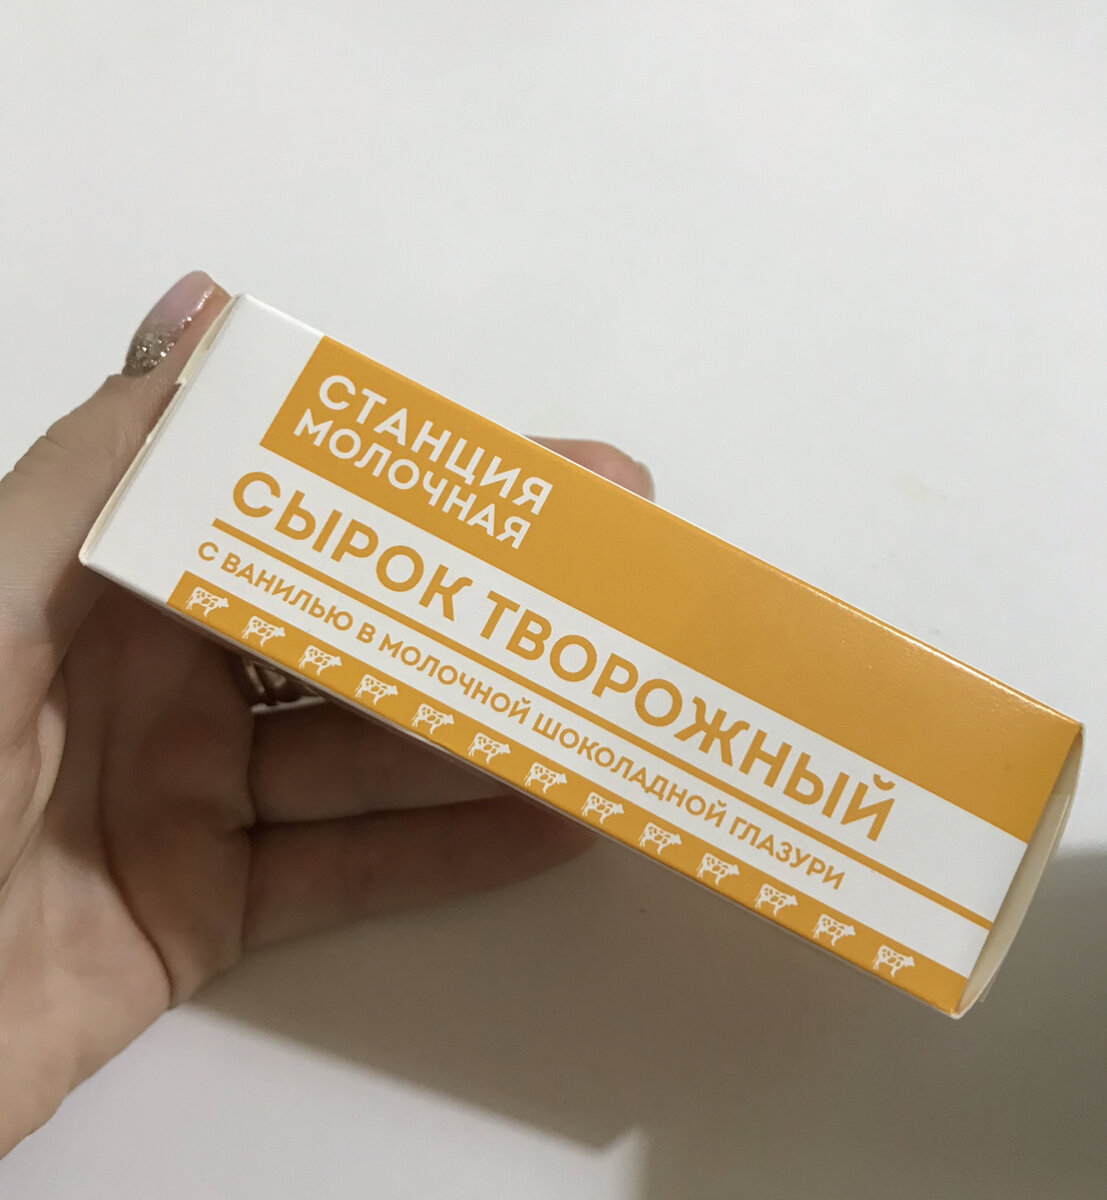 СТАНЦИЯ
МОЛОЧНАЯ
СЫРОК ТВОРОЖНЫЙ
С ВАНИЛЬЮ В МОЛОЧНОЙ ШОКОЛАДНОЙ ГЛАЗУРИ